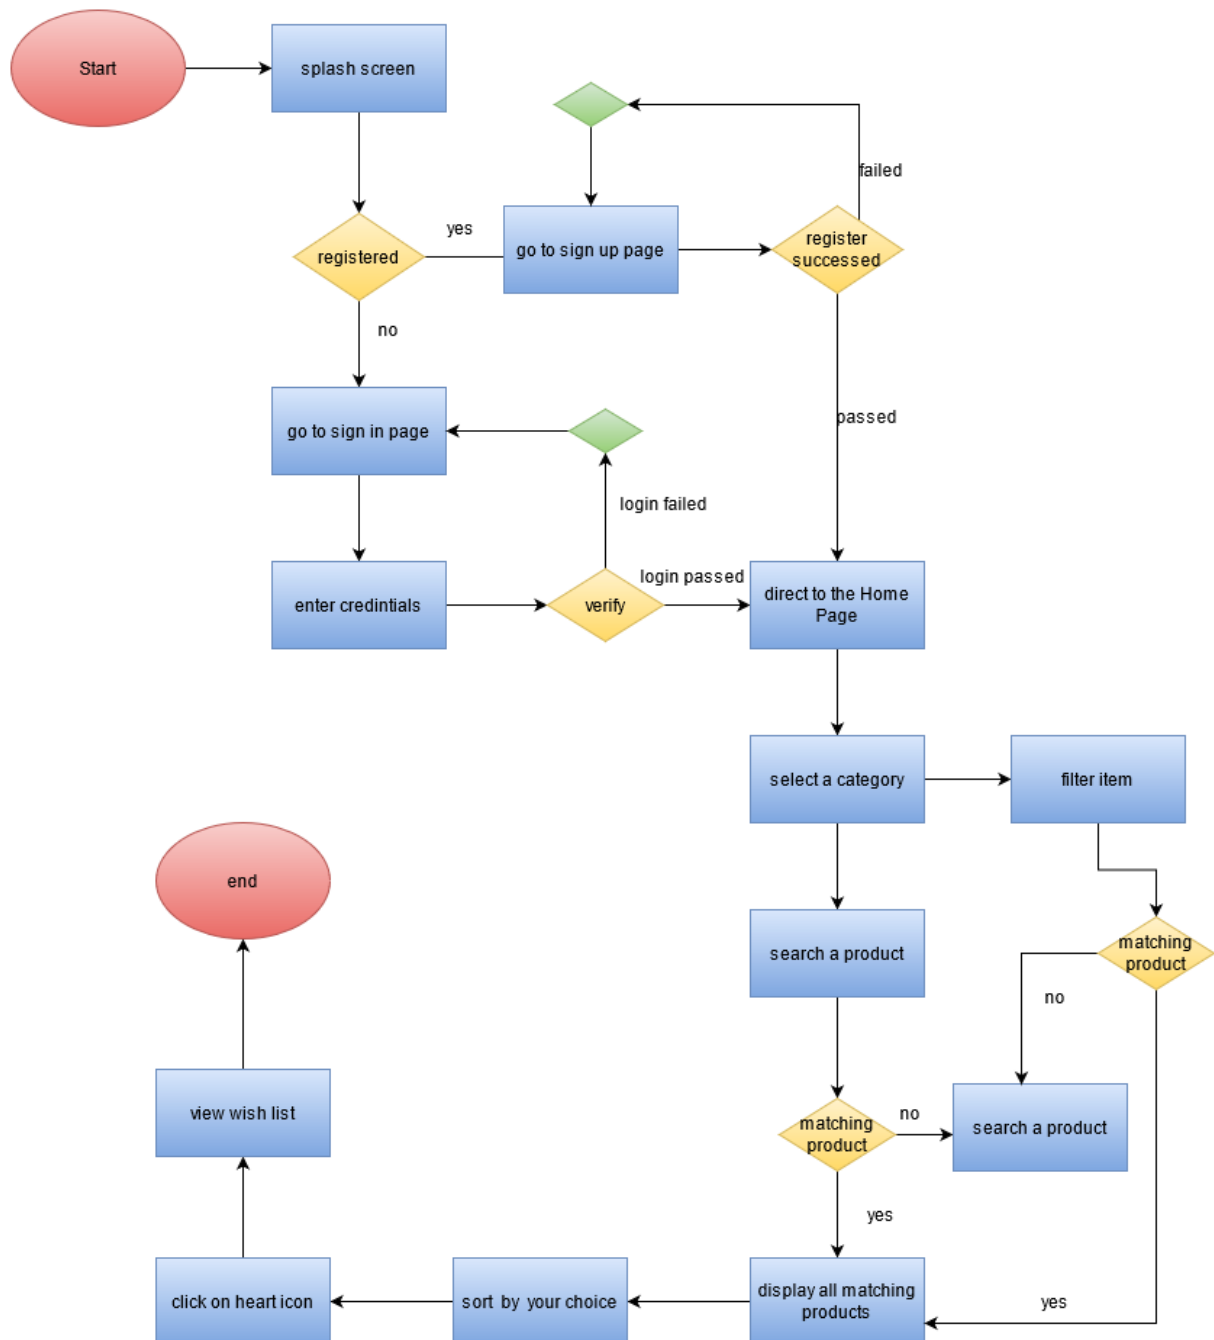 Start
splash screen
failed
yes
go to sign up page
register
successed
registered
no
passed
go to sign in page
login failed
login passed
enter credintials
verify
direct to the Home
Page
select a category
filter item
end
search a product
matching
product
no
view wish list
matching
product
no
search a product
yes
click on heart icon
sort by your choice
display all matching
products
yes